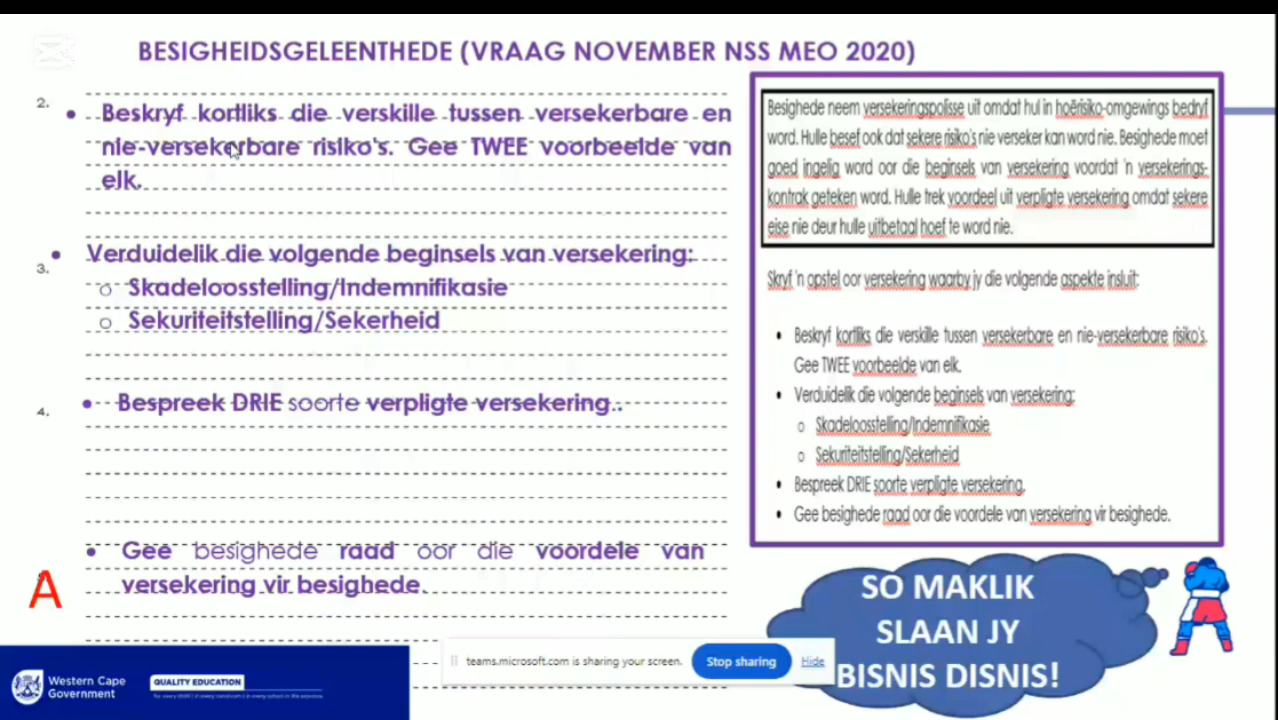 BESIGHEIDSGELEENTHEDE (VRAAG NOVEMBER NSS MEO 2020)
2.
• Beskryf kortliks die verskille tussen versekerbare en
nie-versekerbare risiko's. Gee TWEE voorbeelde van
elk.
3.
• Verduidelik die volgende beginsels van versekering:
o Skadeloosstelling/Indemnifikasie
o Sekuriteitstelling/Sekerheid
4.
• Bespreek DRIE soorte verpligte versekering..
• Gee besighede raad oor die voordele van
versekering vir besighede.
A
Besighede neem versekeringspolisse uit omdat hul in hoërisiko-omgewings bedryf
word. Hulle besef ook dat sekere risiko's nie verseker kan word nie. Besighede moet
goed ingelig word oor die beginsels van versekering voordat 'n versekerings-
kontrak geteken word. Hulle trek voordeel uit verpligte versekering omdat sekere
eise nie deur hulle uitbetaal hoef te word nie.
Skryf 'n opstel oor versekering waarby jy die volgende aspekte insluit:
• Beskryf kortliks die verskille tussen versekerbare en nie-versekerbare risiko's.
Gee TWEE voorbeelde van elk.
• Verduidelik die volgende beginsels van versekering:
o Skadeloosstelling/Indemnifikasie
o Sekuriteitstelling/Sekerheid
• Bespreek DRIE soorte verpligte versekering.
• Gee besighede raad oor die voordele van versekering vir besighede.
SO MAKLIK
SLAAN JY
BISNIS DISNIS!
teams.microsoft.com is sharing your screen.
Stop sharing
Hide
Western Cape
Government
QUALITY EDUCATION